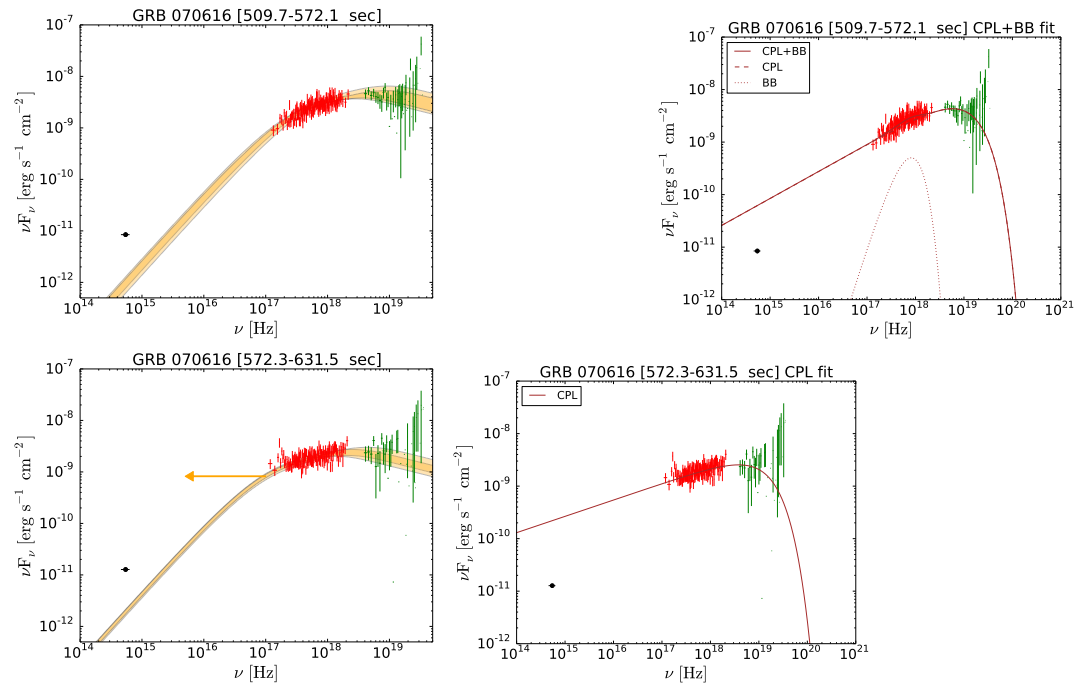 GRB 070616 [509.7-572.1 sec]
10^-7
10^-8
10^-9
10^-10
10^-11
10^-12
νF_ν [erg s^−1 cm^−2]
10^14 10^15 10^16 10^17 10^18 10^19
ν [Hz]
GRB 070616 [509.7-572.1 sec] CPL+BB fit
CPL+BB
CPL
BB
10^-7
10^-8
10^-9
10^-10
10^-11
10^-12
νF_ν [erg s^−1 cm^−2]
10^14 10^15 10^16 10^17 10^18 10^19 10^20 10^21
ν [Hz]
GRB 070616 [572.3-631.5 sec]
10^-7
10^-8
10^-9
10^-10
10^-11
10^-12
νF_ν [erg s^−1 cm^−2]
10^14 10^15 10^16 10^17 10^18 10^19
ν [Hz]
GRB 070616 [572.3-631.5 sec] CPL fit
CPL
10^-7
10^-8
10^-9
10^-10
10^-11
10^-12
νF_ν [erg s^−1 cm^−2]
10^14 10^15 10^16 10^17 10^18 10^19 10^20 10^21
ν [Hz]